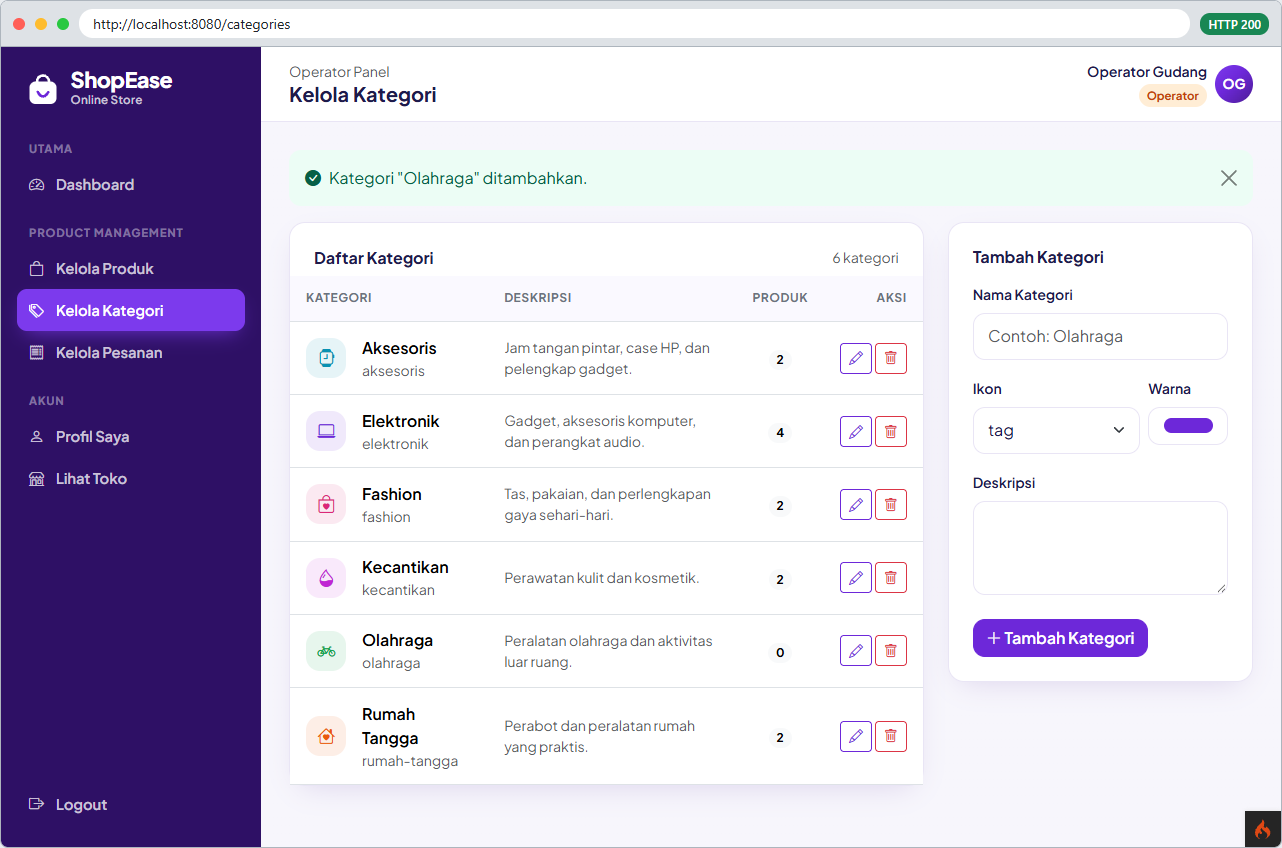 http://localhost:8080/categories
HTTP 200
ShopEase
Online Store
UTAMA
Dashboard
PRODUCT MANAGEMENT
Kelola Produk
Kelola Kategori
Kelola Pesanan
AKUN
Profil Saya
Lihat Toko
Logout
Operator Panel
Kelola Kategori
Operator Gudang
Operator
OG
Kategori "Olahraga" ditambahkan.
Daftar Kategori
6 kategori
KATEGORI DESKRIPSI PRODUK AKSI
Aksesoris
aksesoris
Jam tangan pintar, case HP, dan
pelengkap gadget.
2
Elektronik
elektronik
Gadget, aksesoris komputer,
dan perangkat audio.
4
Fashion
fashion
Tas, pakaian, dan perlengkapan
gaya sehari-hari.
2
Kecantikan
kecantikan
Perawatan kulit dan kosmetik.
2
Olahraga
olahraga
Peralatan olahraga dan aktivitas
luar ruang.
0
Rumah
Tangga
rumah-tangga
Perabot dan peralatan rumah
yang praktis.
2
Tambah Kategori
Nama Kategori
Contoh: Olahraga
Ikon
Warna
tag
Deskripsi
+ Tambah Kategori